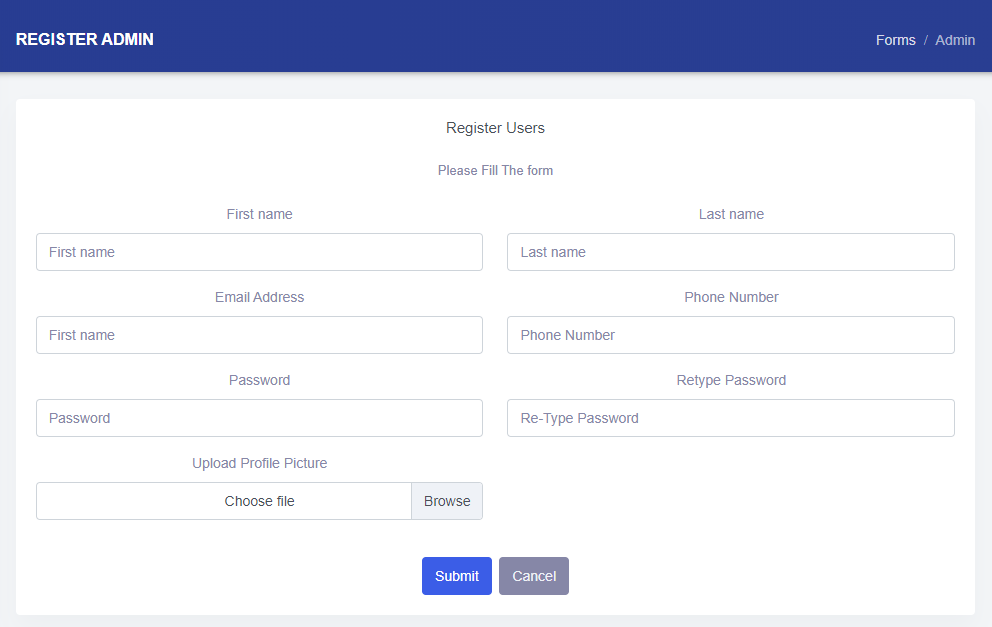 REGISTER ADMIN
Forms / Admin
Register Users
Please Fill The form
First name
Last name
First name
Last name
Email Address
Phone Number
First name
Phone Number
Password
Retype Password
Password
Re-Type Password
Upload Profile Picture
Choose file
Browse
Submit
Cancel